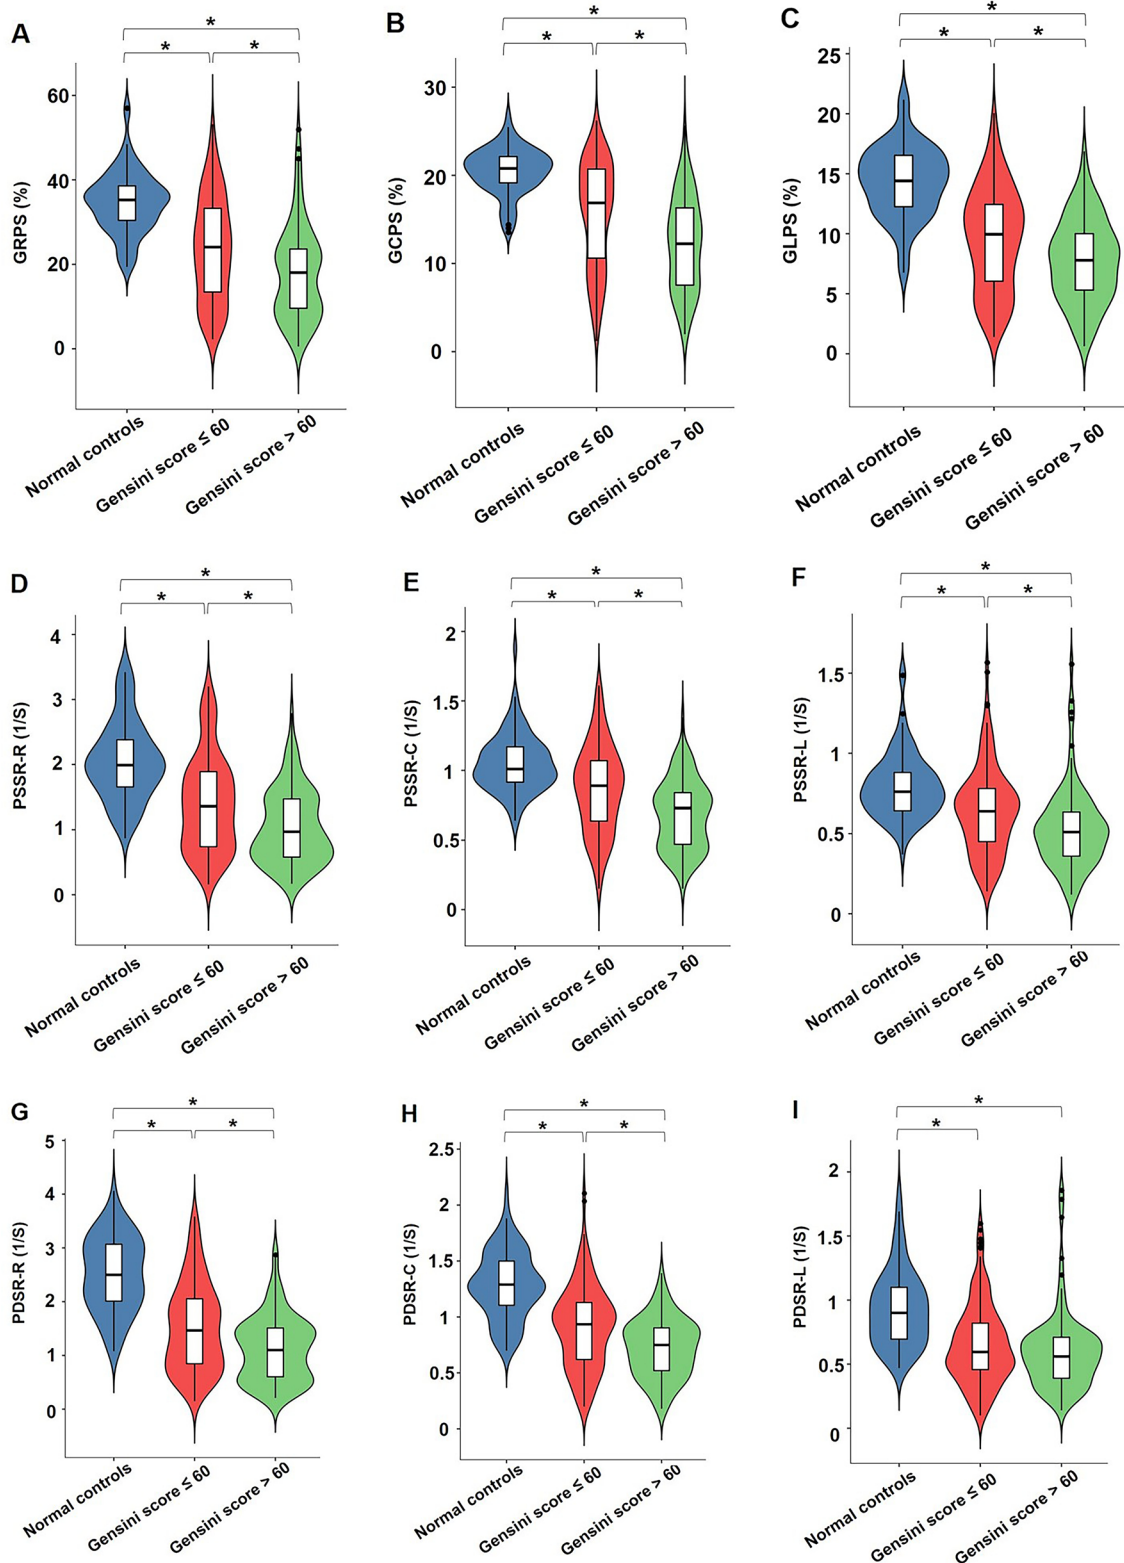 A
* * *
GRPS (%)
60
40
20
0
Normal controls
Gensini score ≤ 60
Gensini score > 60
B
* * *
GCPS (%)
30
20
10
0
Normal controls
Gensini score ≤ 60
Gensini score > 60
C
* * *
GLPS (%)
25
20
15
10
5
0
Normal controls
Gensini score ≤ 60
Gensini score > 60
D
* * *
PSSR-R (1/S)
4
3
2
1
0
Normal controls
Gensini score ≤ 60
Gensini score > 60
E
* * *
PSSR-C (1/S)
2
1.5
1
0.5
0
Normal controls
Gensini score ≤ 60
Gensini score > 60
F
* * *
PSSR-L (1/S)
1.5
1
0.5
0
Normal controls
Gensini score ≤ 60
Gensini score > 60
G
* * *
PDSR-R (1/S)
5
4
3
2
1
0
Normal controls
Gensini score ≤ 60
Gensini score > 60
H
* * *
PDSR-C (1/S)
2.5
2
1.5
1
0.5
0
Normal controls
Gensini score ≤ 60
Gensini score > 60
I
* *
PDSR-L (1/S)
2
1.5
1
0.5
0
Normal controls
Gensini score ≤ 60
Gensini score > 60